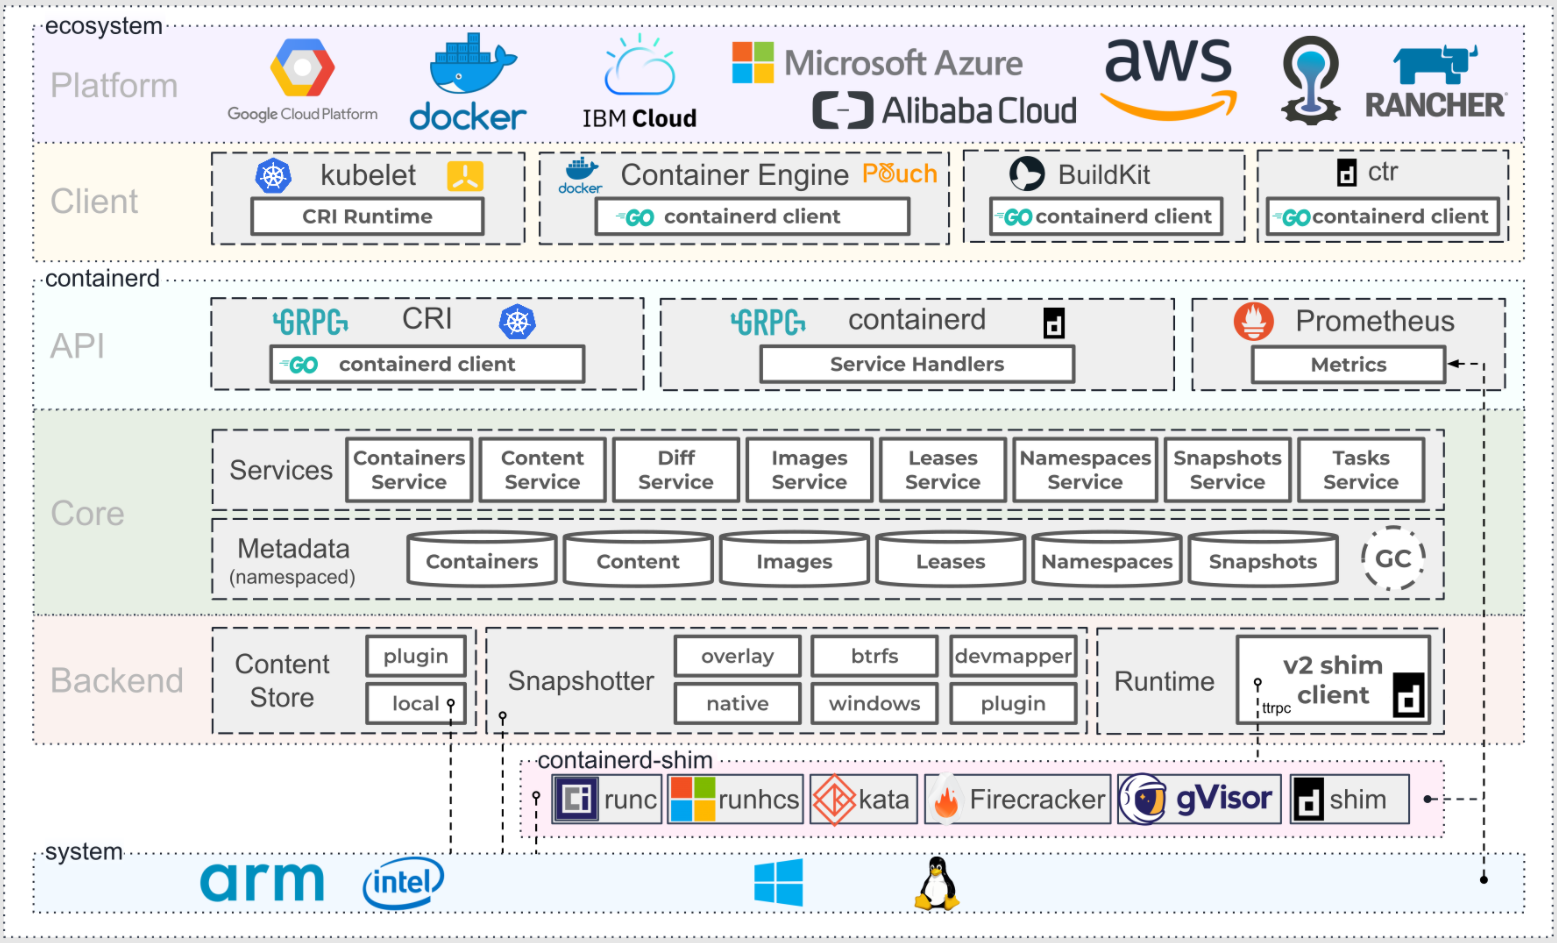 ecosystem
Platform
Google Cloud Platform
docker
IBM Cloud
Microsoft Azure
Alibaba Cloud
aws
RANCHER®
Client
kubelet
CRI Runtime
docker
Container Engine
Pouch
GO containerd client
BuildKit
GO containerd client
ctr
GO containerd client
containerd
API
GRPC
CRI
GO containerd client
GRPC
containerd
Service Handlers
Prometheus
Metrics
Core
Services
Containers
Service
Content
Service
Diff
Service
Images
Service
Leases
Service
Namespaces
Service
Snapshots
Service
Tasks
Service
Metadata
(namespaced)
Containers
Content
Images
Leases
Namespaces
Snapshots
GC
Backend
Content
Store
plugin
local
Snapshotter
overlay
btrfs
devmapper
native
windows
plugin
Runtime
v2 shim
client
ttrpc
containerd-shim
runc
runhcs
kata
Firecracker
gVisor
shim
system
arm
intel